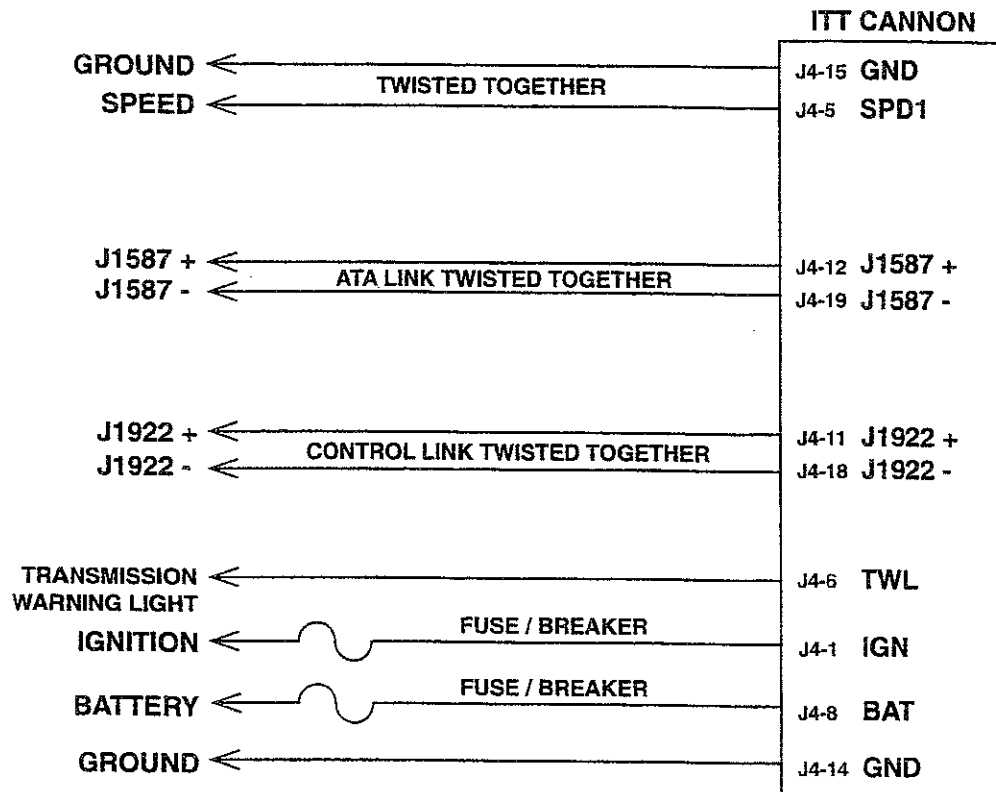 ITT CANNON
GROUND J4-15 GND
TWISTED TOGETHER
SPEED J4-5 SPD1
J1587 + J4-12 J1587 +
ATA LINK TWISTED TOGETHER
J1587 - J4-19 J1587 -
J1922 + J4-11 J1922 +
CONTROL LINK TWISTED TOGETHER
J1922 - J4-18 J1922 -
TRANSMISSION J4-6 TWL
WARNING LIGHT
IGNITION FUSE / BREAKER J4-1 IGN
BATTERY FUSE / BREAKER J4-8 BAT
GROUND J4-14 GND